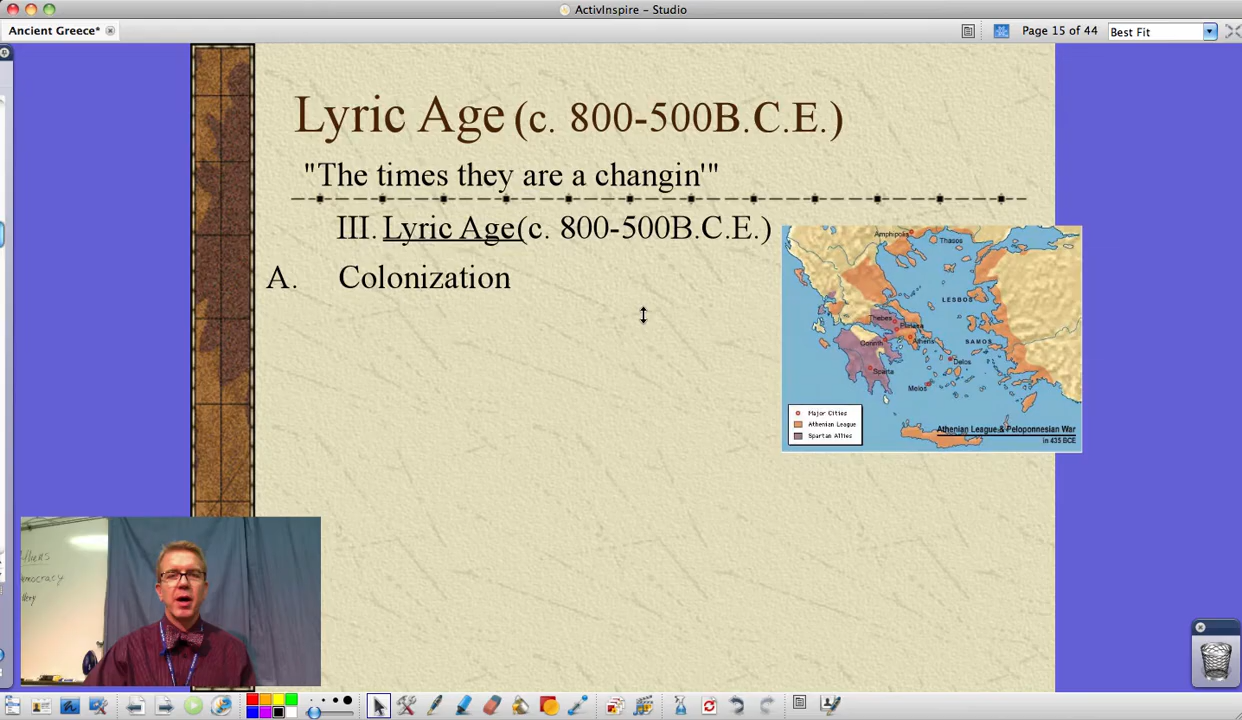 ActivInspire – Studio
Ancient Greece*
Page 15 of 44
Best Fit
Lyric Age (c. 800-500B.C.E.)
"The times they are a changin'"
III. Lyric Age(c. 800-500B.C.E.)
A. Colonization
Amphipolis
Thasos
LESBOS
Thebes
Plataea
Corinth
Athens
SAMOS
Delos
Sparta
Melos
Major Cities
Athenian League
Spartan Allies
Athenian League & Peloponnesian War
in 435 BCE